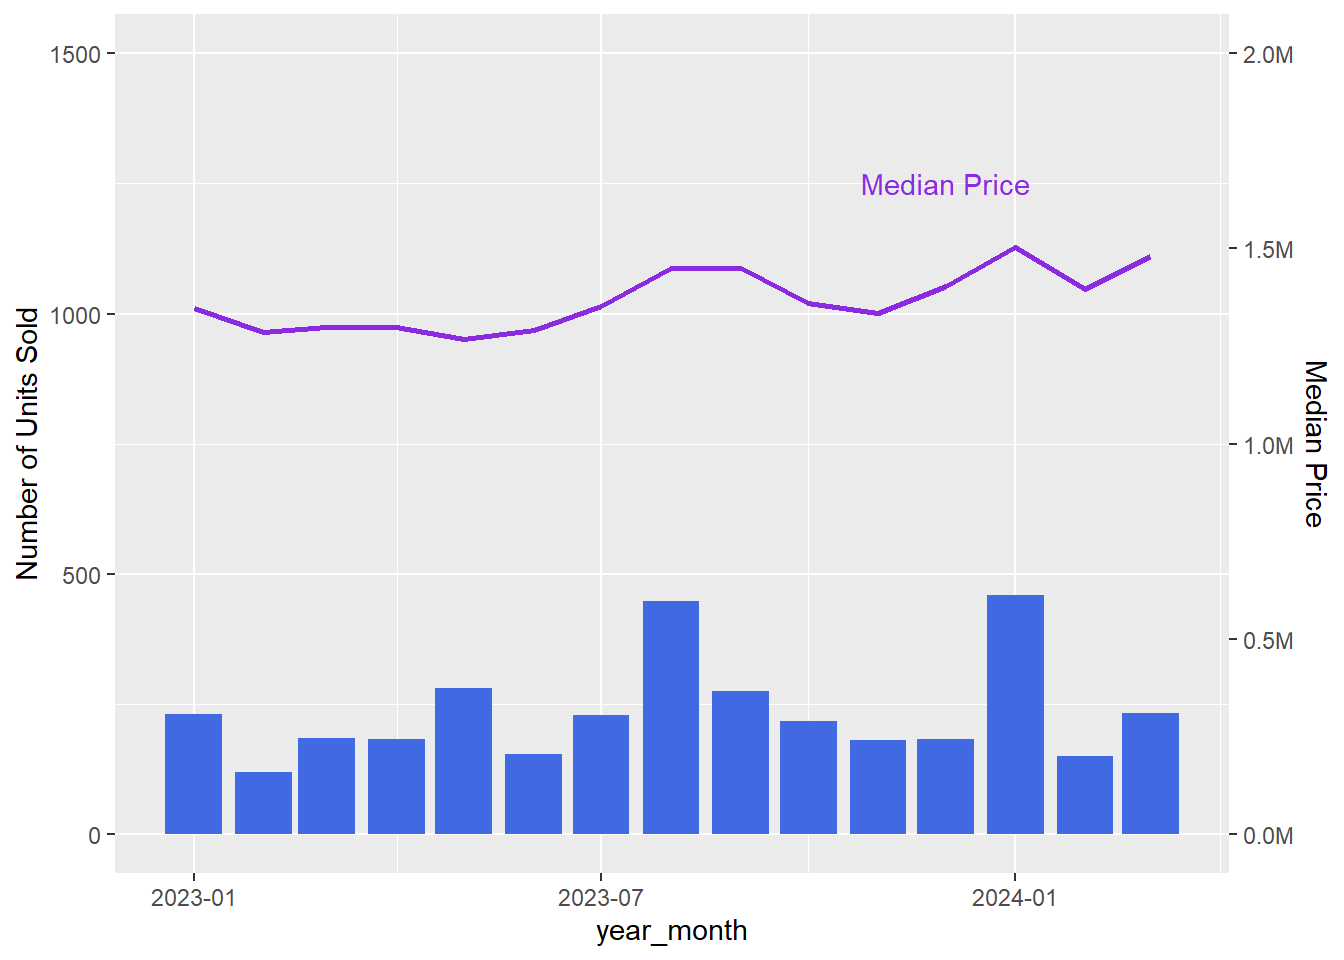 1500
1000
500
0
Number of Units Sold
Median Price
2.0M
1.5M
1.0M
0.5M
0.0M
Median Price
2023-01
2023-07
2024-01
year_month